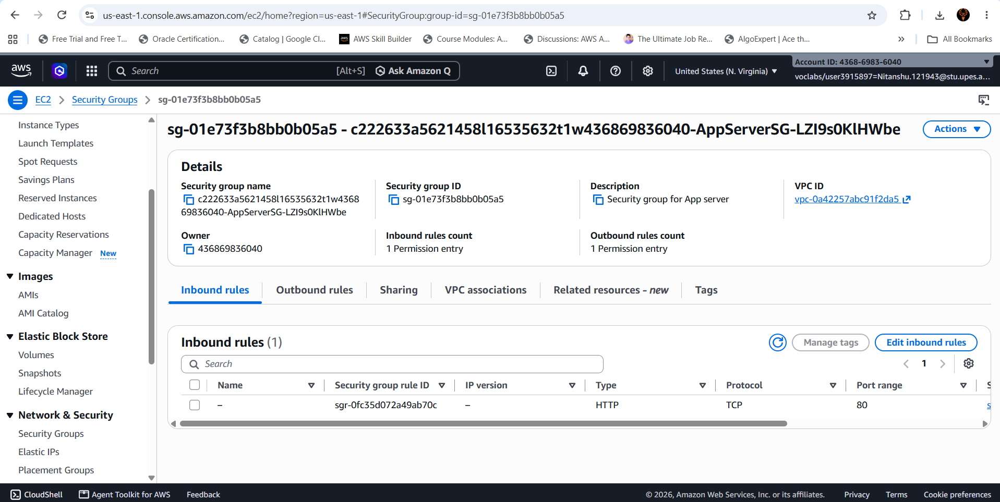 us-east-1.console.aws.amazon.com/ec2/home?region=us-east-1#SecurityGroup:group-id=sg-01e73f3b8bb0b05a5
Free Trial and Free T... Oracle Certification... Catalog | Google Cl... aws AWS Skill Builder Course Modules: A... Discussions: AWS A... The Ultimate Job Re... AlgoExpert | Ace th... » All Bookmarks
aws Search [Alt+S] Ask Amazon Q United States (N. Virginia) Account ID: 4368-6983-6040
voclabs/user3915897=Nitanshu.121943@stu.upes.a...
EC2 Security Groups sg-01e73f3b8bb0b05a5
Instance Types
Launch Templates
Spot Requests
Savings Plans
Reserved Instances
Dedicated Hosts
Capacity Reservations
Capacity Manager New
Images
AMIs
AMI Catalog
Elastic Block Store
Volumes
Snapshots
Lifecycle Manager
Network & Security
Security Groups
Elastic IPs
Placement Groups
sg-01e73f3b8bb0b05a5 - c222633a5621458l16535632t1w436869836040-AppServerSG-LZI9s0KlHWbe Actions
Details
Security group name
c222633a5621458l16535632t1w4368
69836040-AppServerSG-LZI9s0KlHWbe
Security group ID
sg-01e73f3b8bb0b05a5
Description
Security group for App server
VPC ID
vpc-0a42257abc91f2da5
Owner
436869836040
Inbound rules count
1 Permission entry
Outbound rules count
1 Permission entry
Inbound rules Outbound rules Sharing VPC associations Related resources - new Tags
Inbound rules (1) Manage tags Edit inbound rules
Search 1
Name Security group rule ID IP version Type Protocol Port range S
– sgr-0fc35d072a49ab70c – HTTP TCP 80 s
CloudShell Agent Toolkit for AWS Feedback © 2026, Amazon Web Services, Inc. or its affiliates. Privacy Terms Cookie preferences